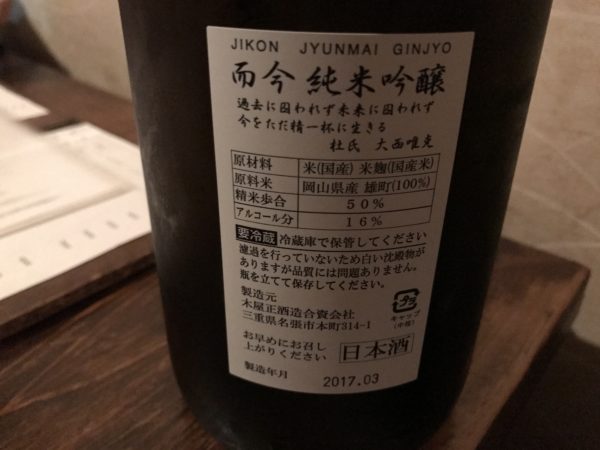 JIKON JYUNMAI GINJYO
而今 純米吟醸
過去に囚われず未来に囚われず
今をただ精一杯に生きる
杜氏 大西唯克
原材料 米(国産) 米麹(国産米)
原料米 岡山県産 雄町(100%)
精米歩合 50%
アルコール分 16%
要冷蔵 冷蔵庫で保管してください
濾過を行っていないため白い沈殿物が
ありますが品質には問題ありません。
瓶を立てて保存してください。
製造元
木屋正酒造合資会社
三重県名張市本町314-1
キャップ
(中栓)
お早めにお召し
上がりください
日本酒
製造年月 2017.03